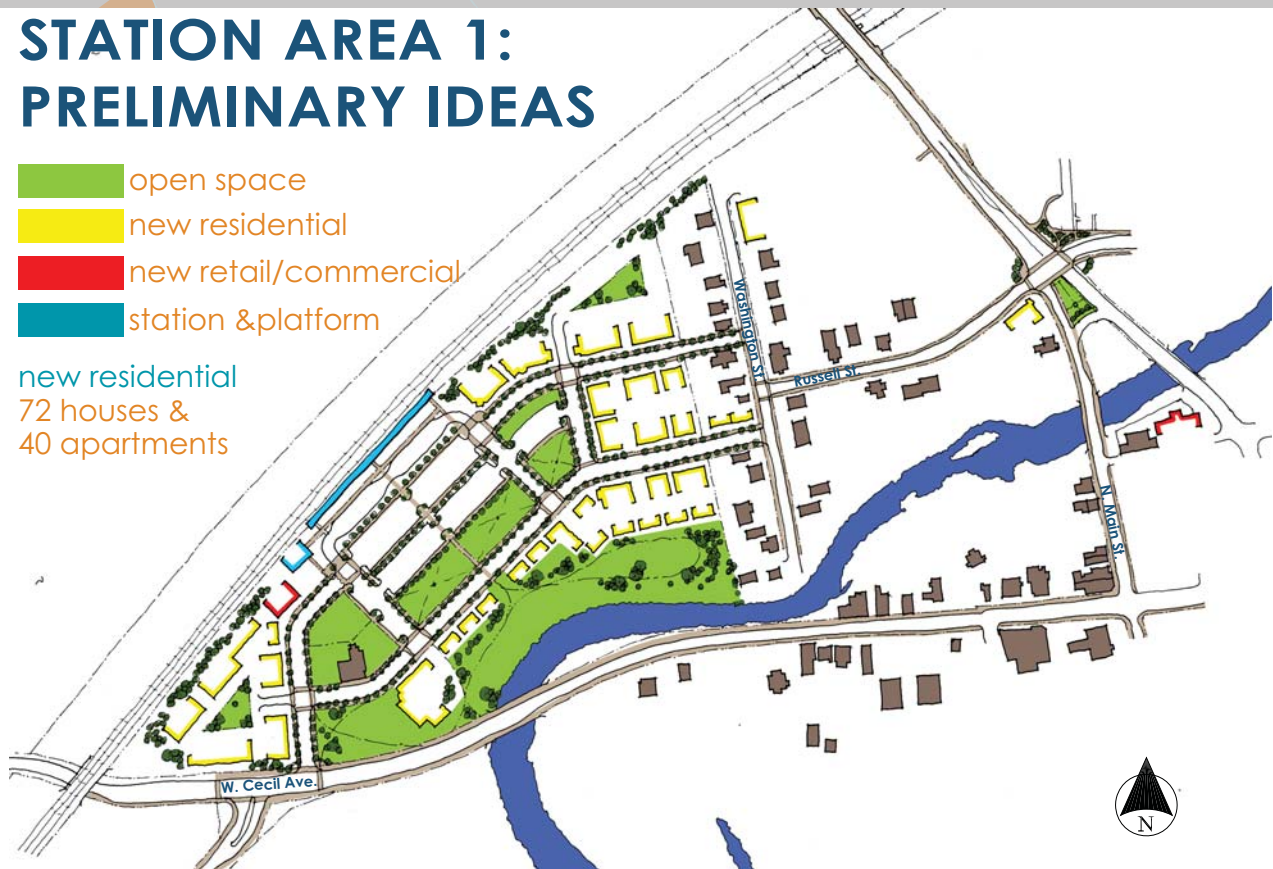 STATION AREA 1:
PRELIMINARY IDEAS
open space
new residential
new retail/commercial
station &platform
new residential
72 houses &
40 apartments
Washington St.
Russell St.
N Main St.
W. Cecil Ave.
N